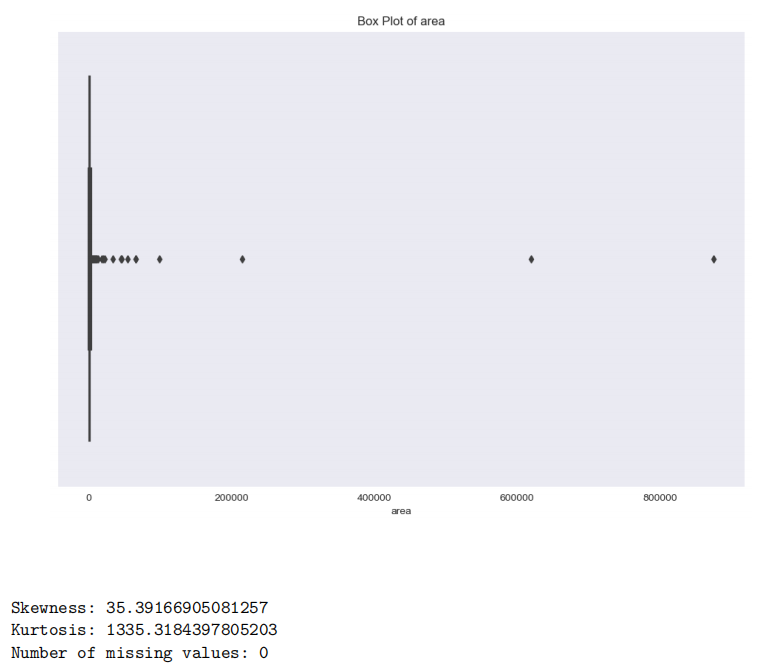 Box Plot of area
0 200000 400000 600000 800000
area
Skewness: 35.39166905081257
Kurtosis: 1335.3184397805203
Number of missing values: 0